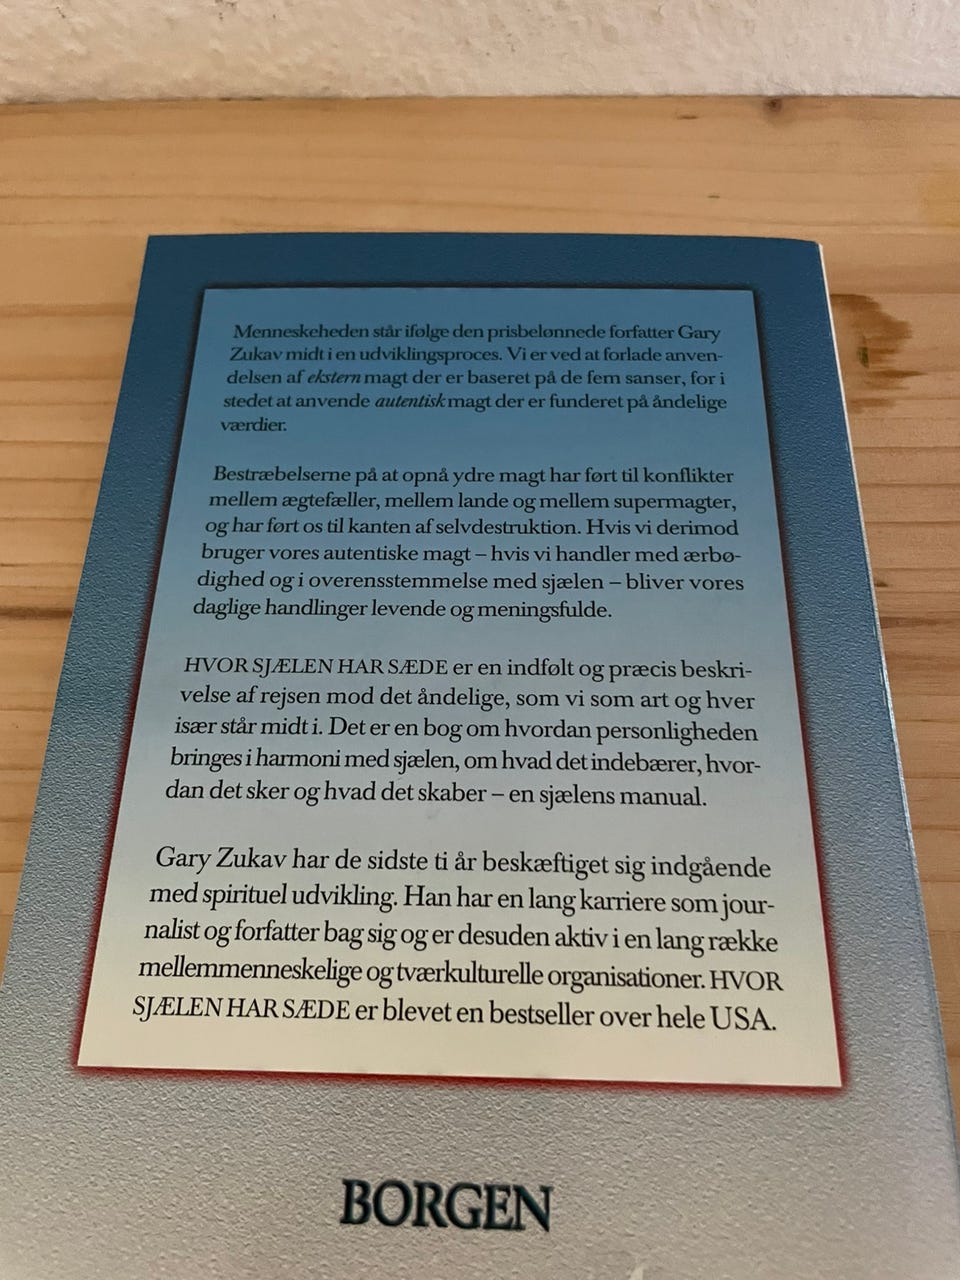 Menneskeheden står ifølge den prisbelønnede forfatter Gary
Zukav midt i en udviklingsproces. Vi er ved at forlade anven-
delsen af ekstern magt der er baseret på de fem sanser, for i
stedet at anvende autentisk magt der er funderet på åndelige
værdier.
Bestræbelserne på at opnå ydre magt har ført til konflikter
mellem ægtefæller, mellem lande og mellem supermagter,
og har ført os til kanten af selvdestruktion. Hvis vi derimod
bruger vores autentiske magt – hvis vi handler med ærbø-
dighed og i overensstemmelse med sjælen – bliver vores
daglige handlinger levende og meningsfulde.
HVOR SJÆLEN HAR SÆDE er en indfølt og præcis beskri-
velse af rejsen mod det åndelige, som vi som art og hver
især står midt i. Det er en bog om hvordan personligheden
bringes i harmoni med sjælen, om hvad det indebærer, hvor-
dan det sker og hvad det skaber – en sjælens manual.
Gary Zukav har de sidste ti år beskæftiget sig indgående
med spirituel udvikling. Han har en lang karriere som jour-
nalist og forfatter bag sig og er desuden aktiv i en lang række
mellemmenneskelige og tværkulturelle organisationer. HVOR
SJÆLEN HAR SÆDE er blevet en bestseller over hele USA.
BORGEN